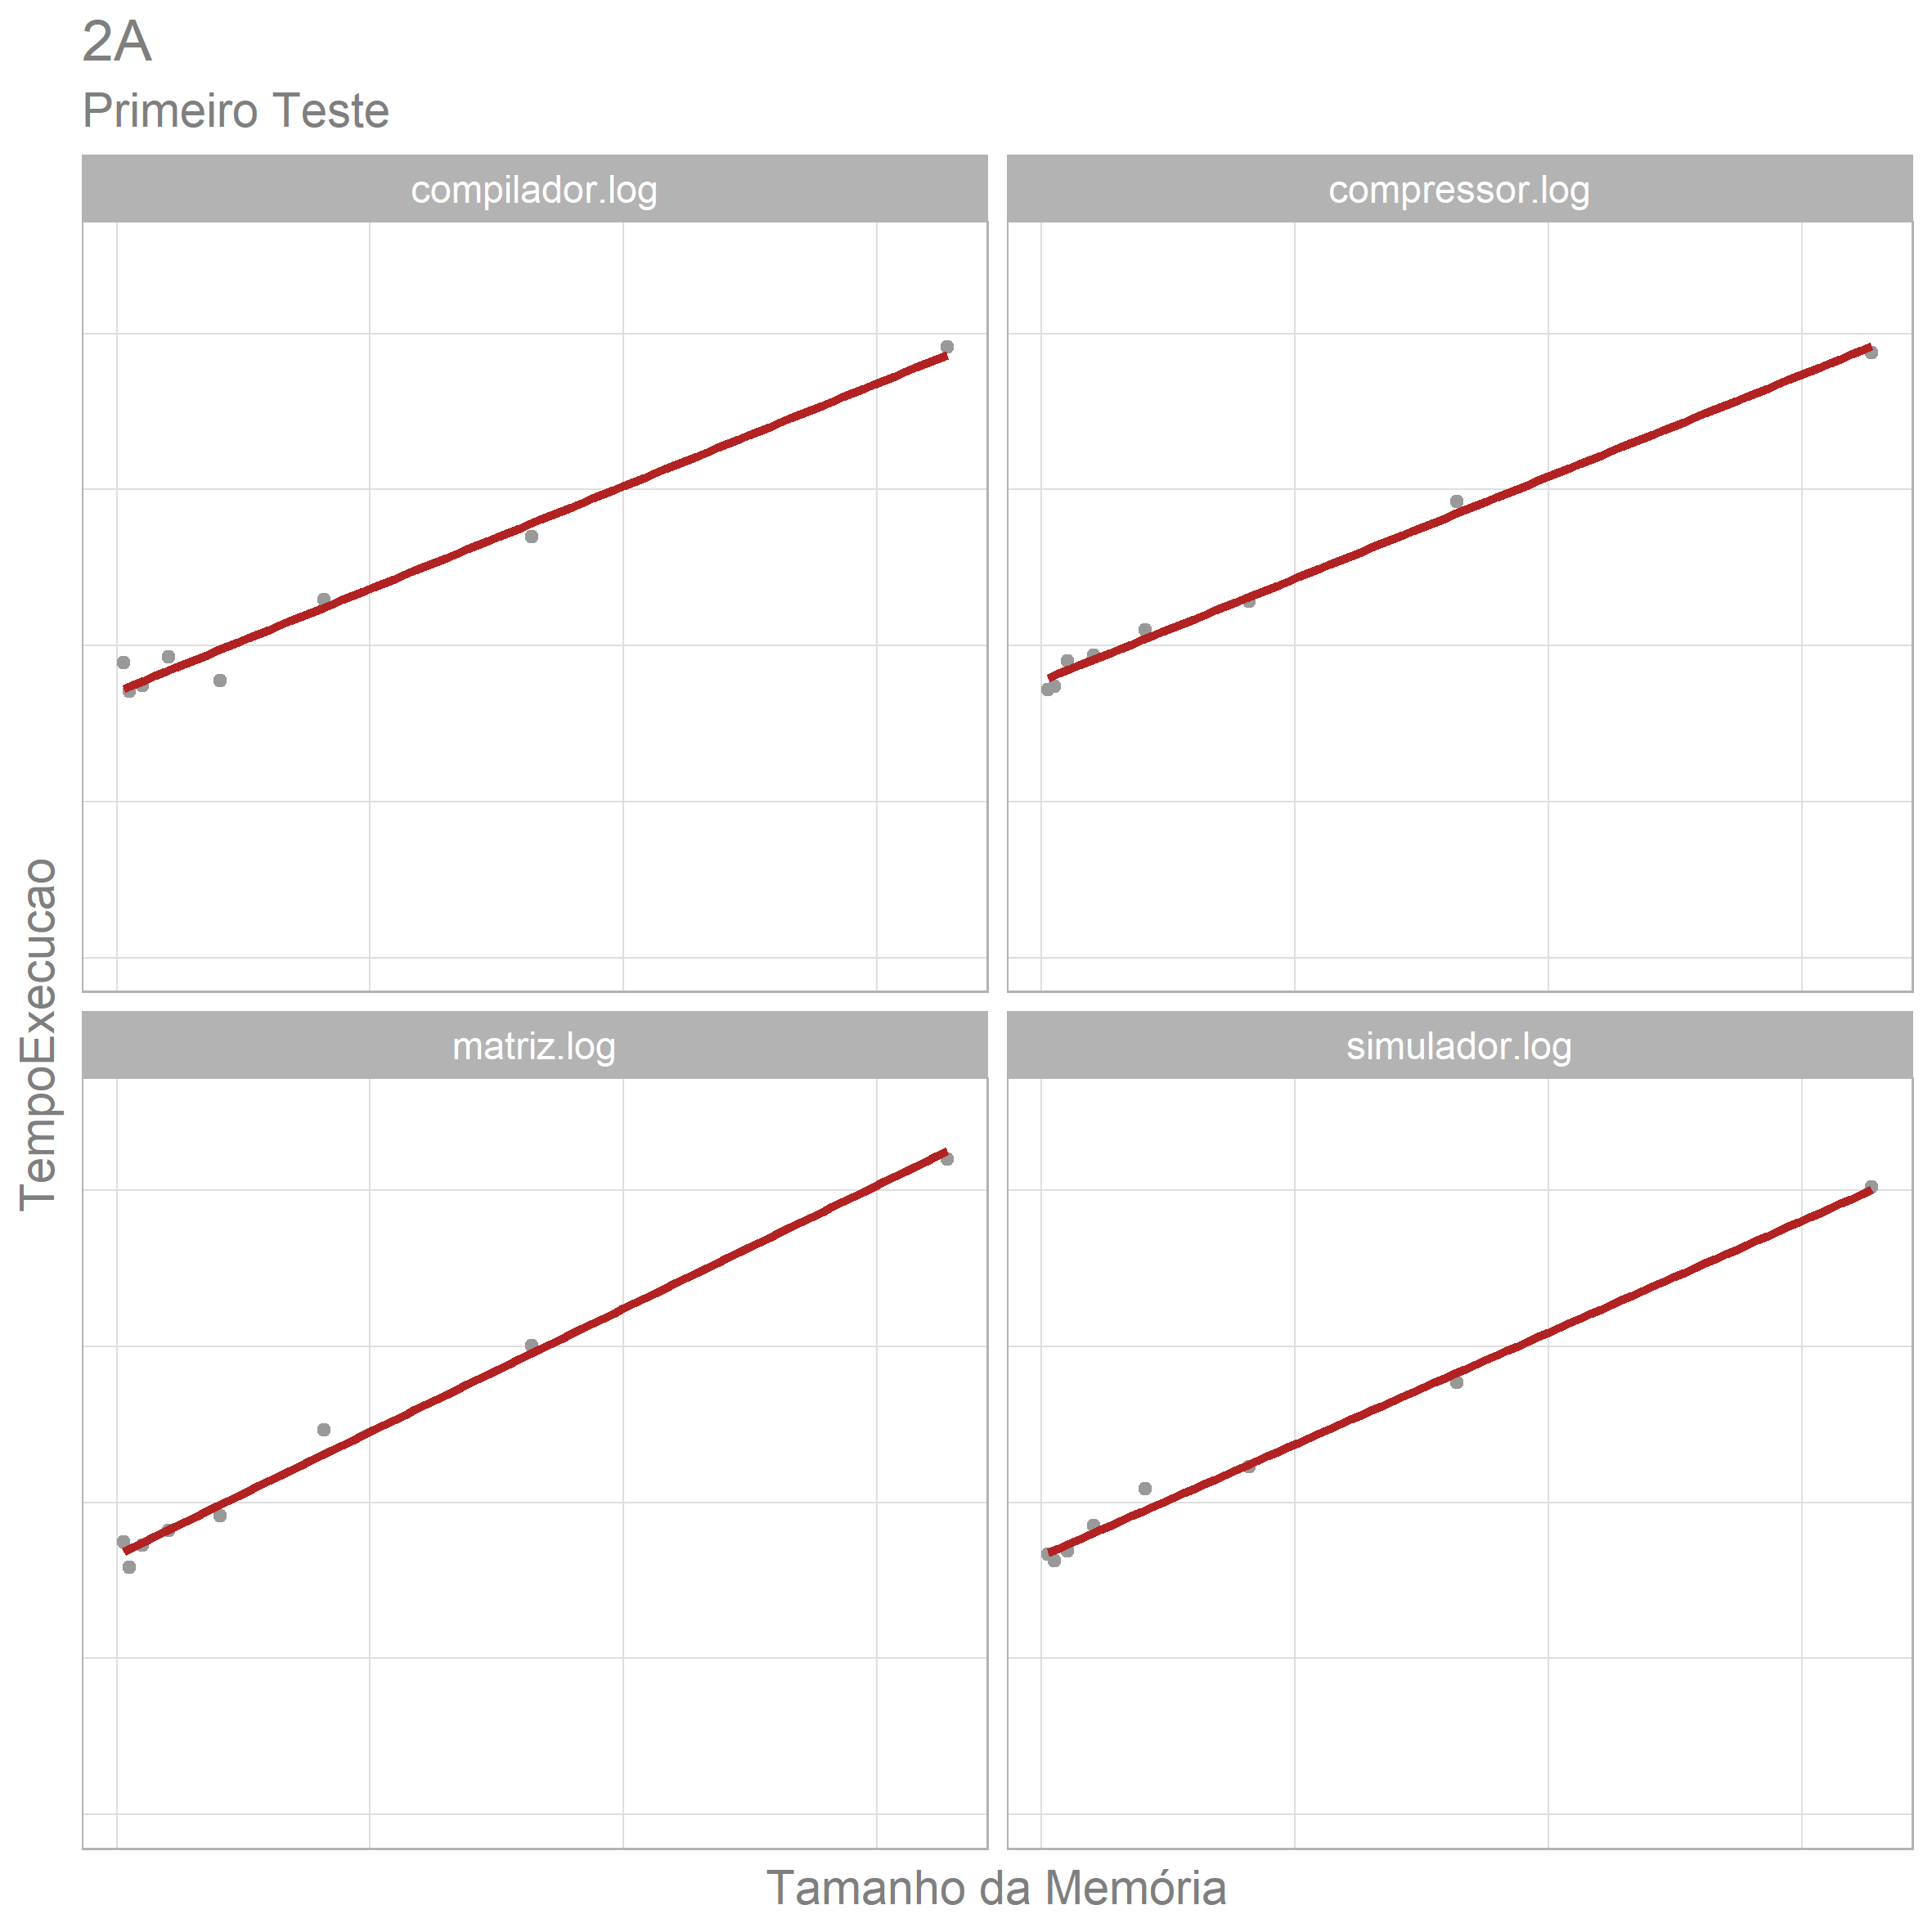 2A
Primeiro Teste
compilador.log
compressor.log
TempoExecucao
matriz.log
simulador.log
Tamanho da Memória